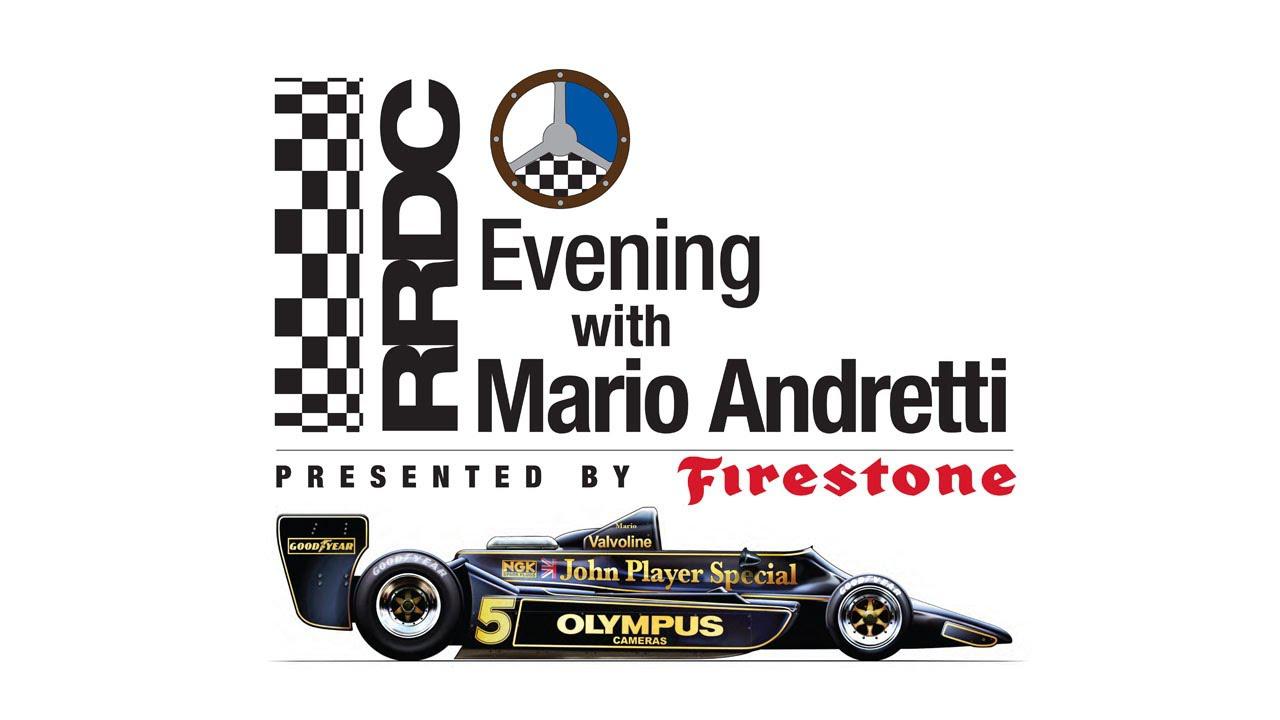 RRDC
Evening
with
Mario Andretti
PRESENTED BY Firestone
Mario
GOODYEAR
Valvoline
GOODYEAR
NGK
John Player Special
GOODYEAR
5
OLYMPUS
CAMERAS